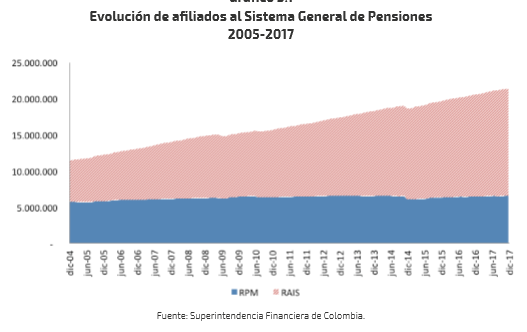 Evolución de afiliados al Sistema General de Pensiones
2005-2017
25.000.000
20.000.000
15.000.000
10.000.000
5.000.000
-
dic-04
jun-05
dic-05
jun-06
dic-06
jun-07
dic-07
jun-08
dic-08
jun-09
dic-09
jun-10
dic-10
jun-11
dic-11
jun-12
dic-12
jun-13
dic-13
jun-14
dic-14
jun-15
dic-15
jun-16
dic-16
jun-17
dic-17
RPM RAIS
Fuente: Superintendencia Financiera de Colombia.